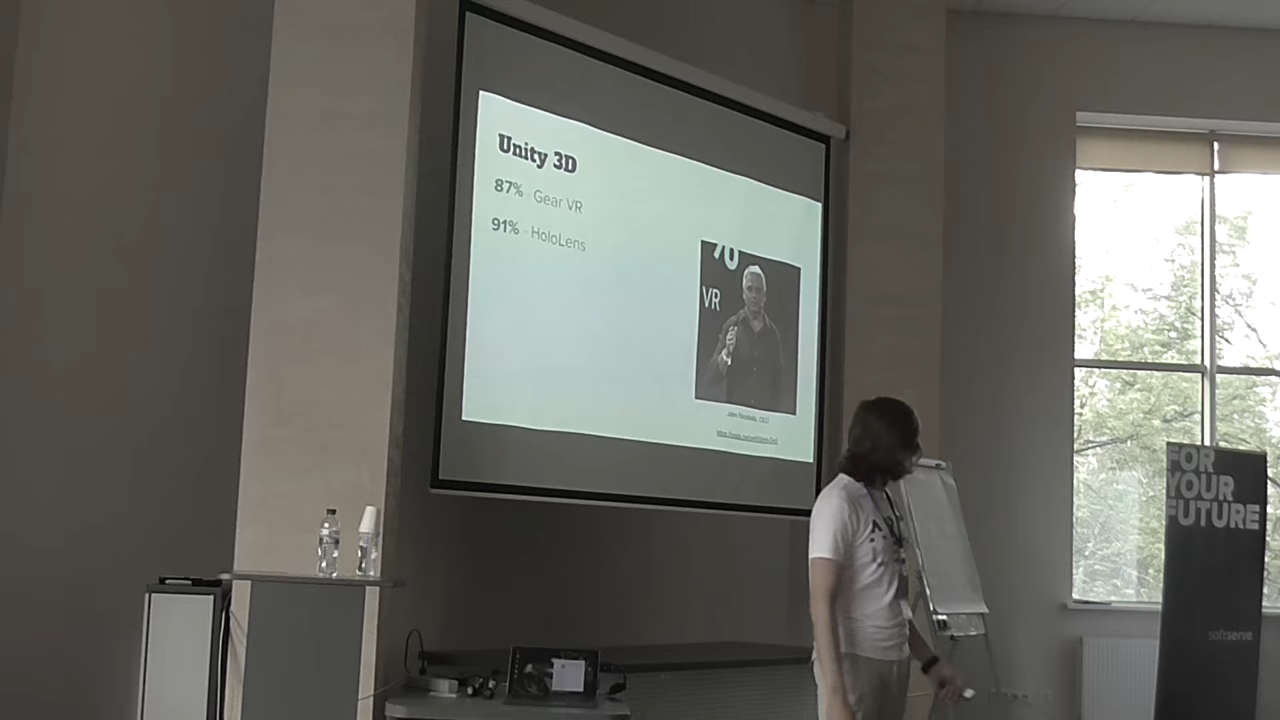 Unity 3D
87% - Gear VR
91% - HoloLens
%
VR
FOR
YOUR
FUTURE
softserve